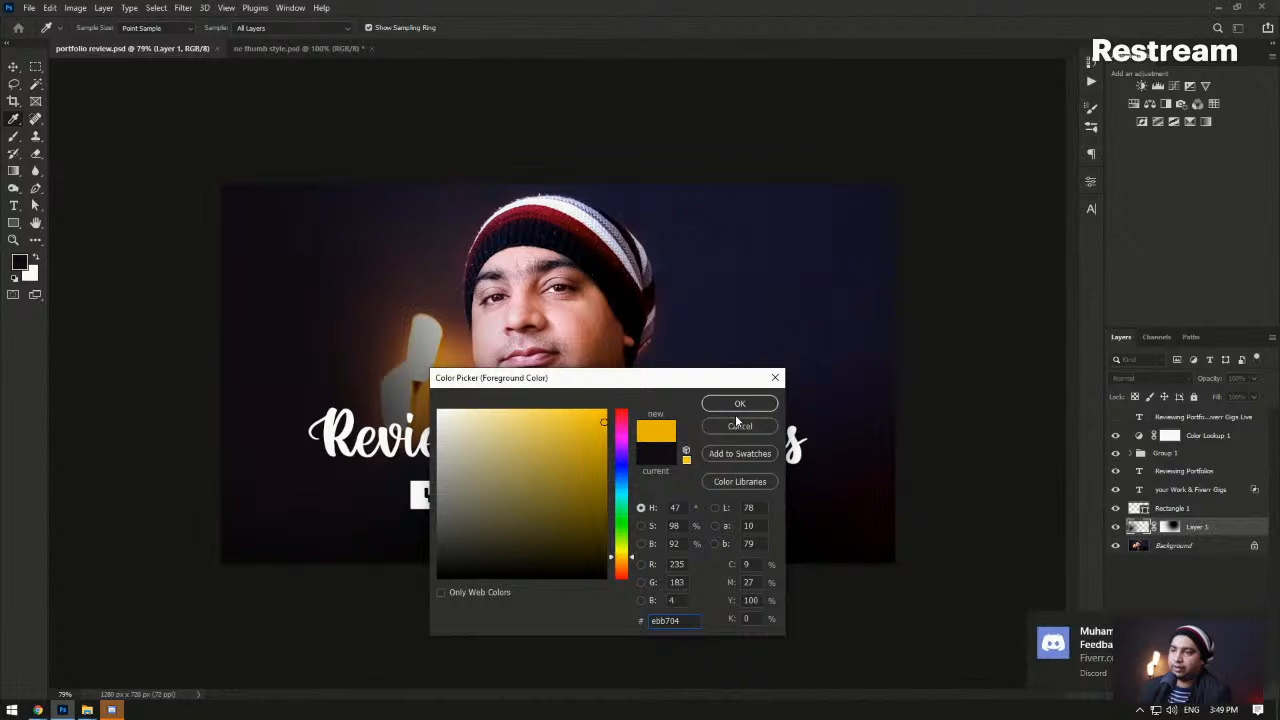 File Edit Image Layer Type Select Filter 3D View Plugins Window Help
Sample Size: Point Sample Sample: All Layers Show Sampling Ring
portfolio review.psd @ 79% (Layer 1, RGB/8) × ne thumb style.psd @ 100% (RGB/8) * ×
Restream
Add an adjustment
Color Picker (Foreground Color)
new
current
OK
Cancel
Add to Swatches
Color Libraries
H: 47 °
S: 98 %
B: 92 %
R: 235
G: 183
B: 4
# ebb704
L: 78
a: 10
b: 79
C: 9 %
M: 27 %
Y: 100 %
K: 0 %
Only Web Colors
Layers Channels Paths
Kind
Normal Opacity: 100%
Lock: Fill: 100%
Reviewing Portfo...verr Gigs Live
Color Lookup 1
Group 1
Reviewing Portfolios
your Work & Fiverr Gigs
Rectangle 1
Layer 1
Background
Muham
Feedba
Fiverr.c
Discord
79% 1280 px x 720 px (72 ppi)
ENG 3:49 PM